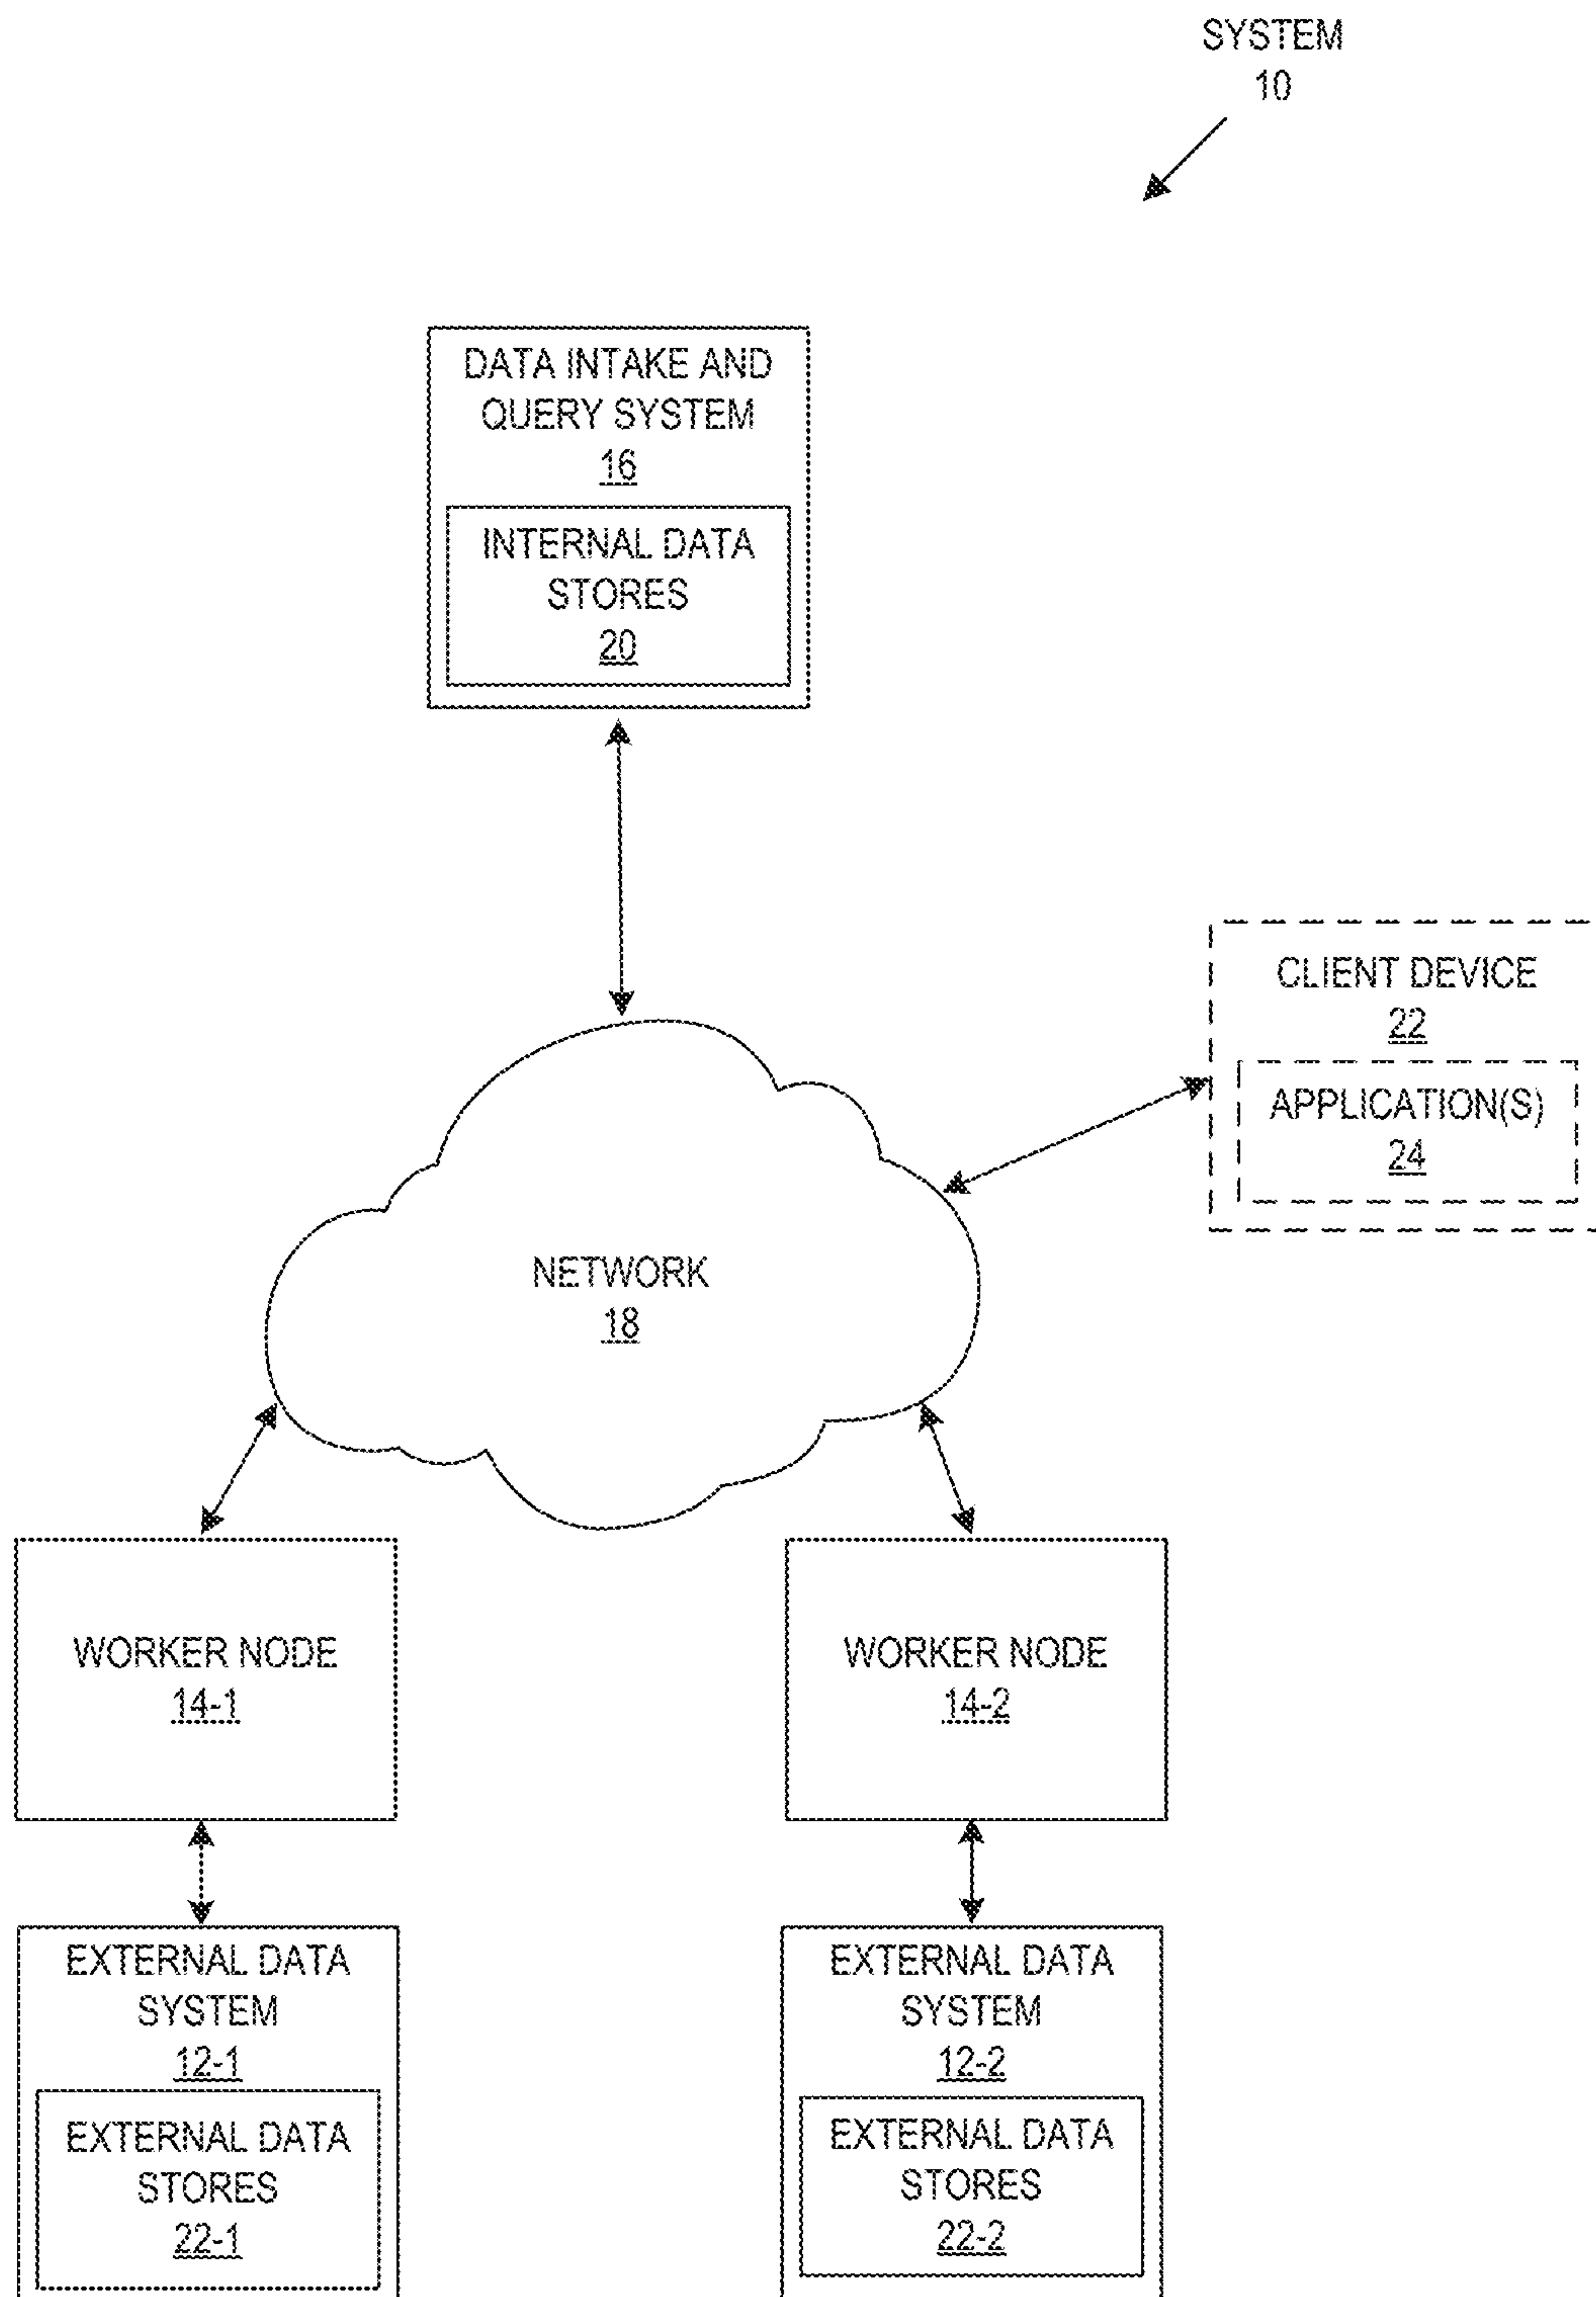 SYSTEM
10
DATA INTAKE AND
QUERY SYSTEM
16
INTERNAL DATA
STORES
20
CLIENT DEVICE
22
APPLICATION(S)
24
NETWORK
18
WORKER NODE
14-1
WORKER NODE
14-2
EXTERNAL DATA
SYSTEM
12-1
EXTERNAL DATA
STORES
22-1
EXTERNAL DATA
SYSTEM
12-2
EXTERNAL DATA
STORES
22-2